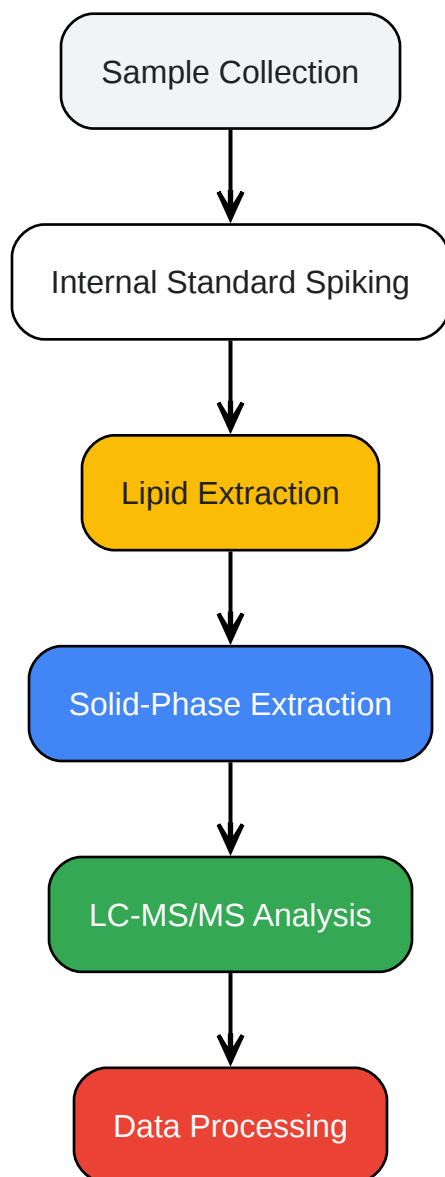 Sample Collection
Internal Standard Spiking
Lipid Extraction
Solid-Phase Extraction
LC-MS/MS Analysis
Data Processing